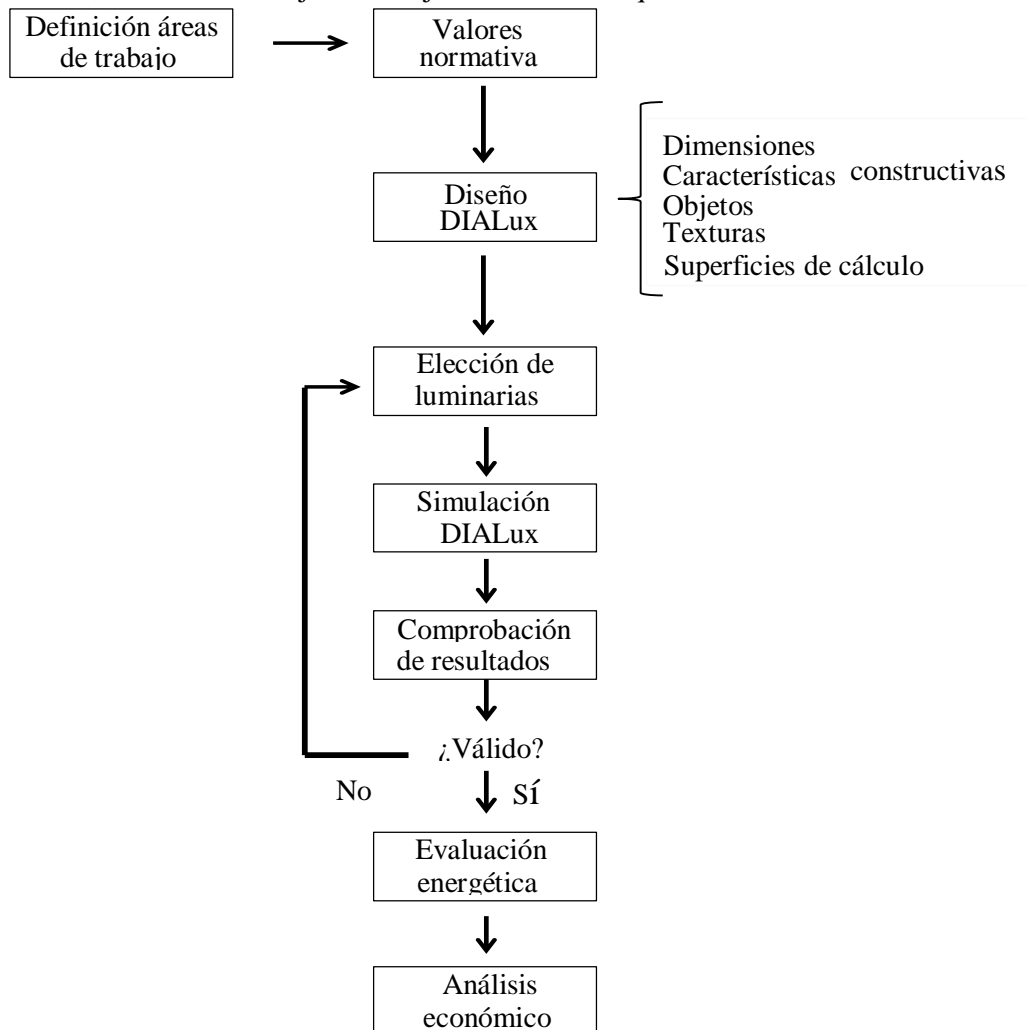 Definición áreas
de trabajo
Valores
normativa
Diseño
DIALux
Dimensiones
Características constructivas
Objetos
Texturas
Superficies de cálculo
Elección de
luminarias
Simulación
DIALux
Comprobación
de resultados
¿Válido?
No
Sí
Evaluación
energética
Análisis
económico